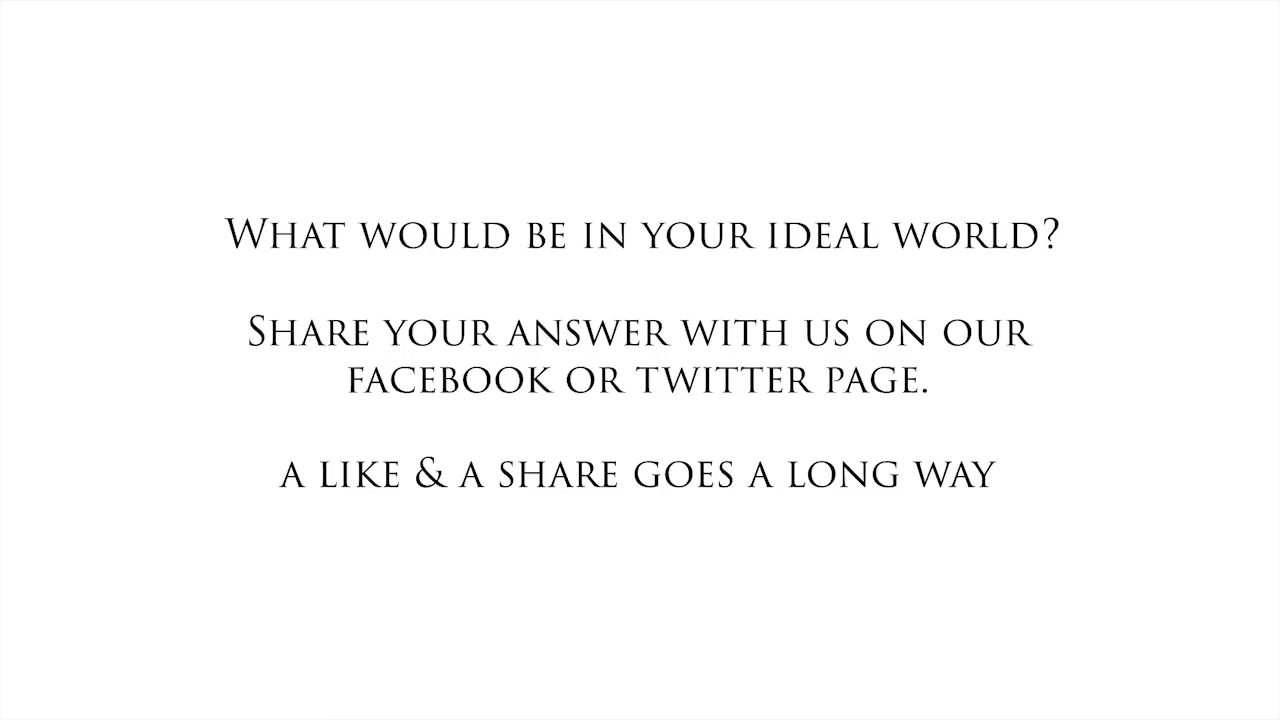 What would be in your ideal world?
Share your answer with us on our
facebook or twitter page.
a like & a share goes a long way